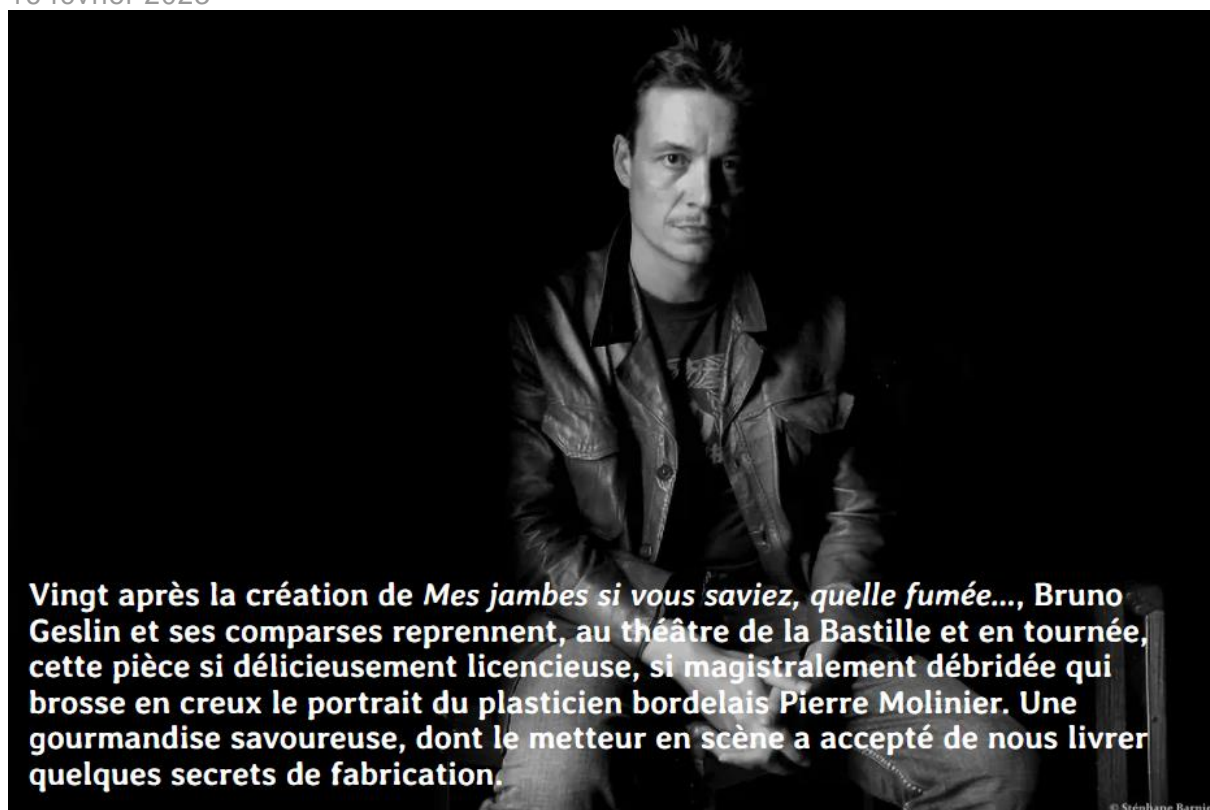 Vingt après la création de Mes jambes si vous saviez, quelle fumée…, Bruno
Geslin et ses comparses reprennent, au théâtre de la Bastille et en tournée,
cette pièce si délicieusement licencieuse, si magistralement débridée qui
brosse en creux le portrait du plasticien bordelais Pierre Molinier. Une
gourmandise savoureuse, dont le metteur en scène a accepté de nous livrer
quelques secrets de fabrication.
© Stéphane